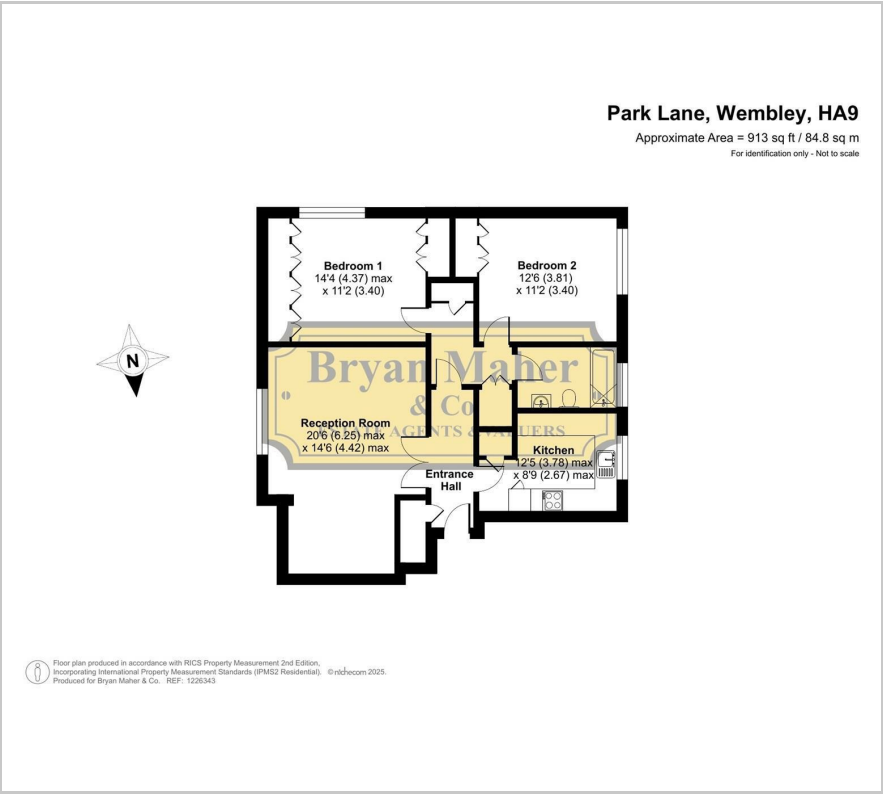 Park Lane, Wembley, HA9
Approximate Area = 913 sq ft / 84.8 sq m
For identification only - Not to scale
Bedroom 1
14'4 (4.37) max
x 11'2 (3.40)
Bedroom 2
12'6 (3.81)
x 11'2 (3.40)
N
Bryan Maher
& Co
ESTATE AGENTS & VALUERS
Reception Room
20'6 (6.25) max
x 14'6 (4.42) max
Kitchen
12'5 (3.78) max
x 8'9 (2.67) max
Entrance
Hall
Floor plan produced in accordance with RICS Property Measurement 2nd Edition,
Incorporating International Property Measurement Standards (IPMS2 Residential). © nichecom 2025.
Produced for Bryan Maher & Co. REF: 1226343